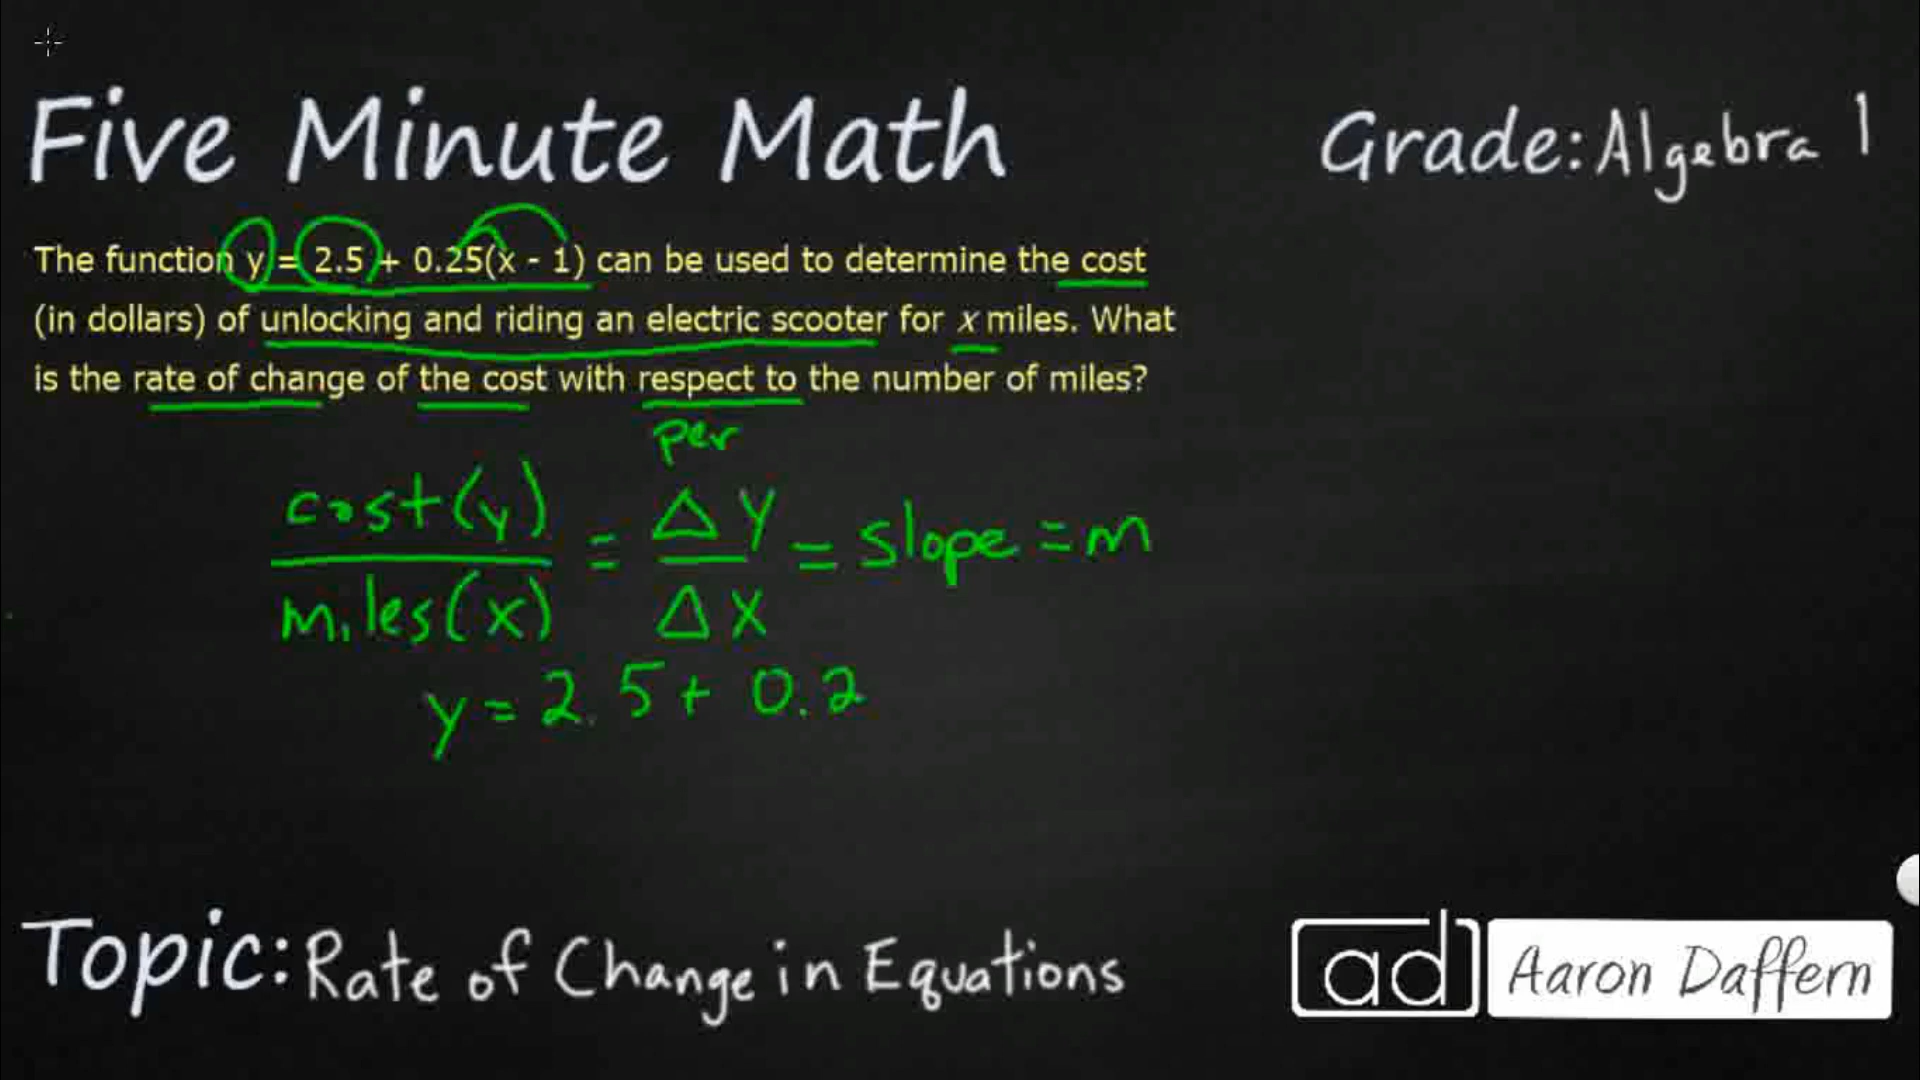 Five Minute Math
Grade: Algebra 1
The function y = 2.5 + 0.25(x - 1) can be used to determine the cost
(in dollars) of unlocking and riding an electric scooter for x miles. What
is the rate of change of the cost with respect to the number of miles?
per
cost(y) = Δy = slope = m
miles(x) Δx
y = 2.5 + 0.2
Topic: Rate of Change in Equations
ad Aaron Daffern